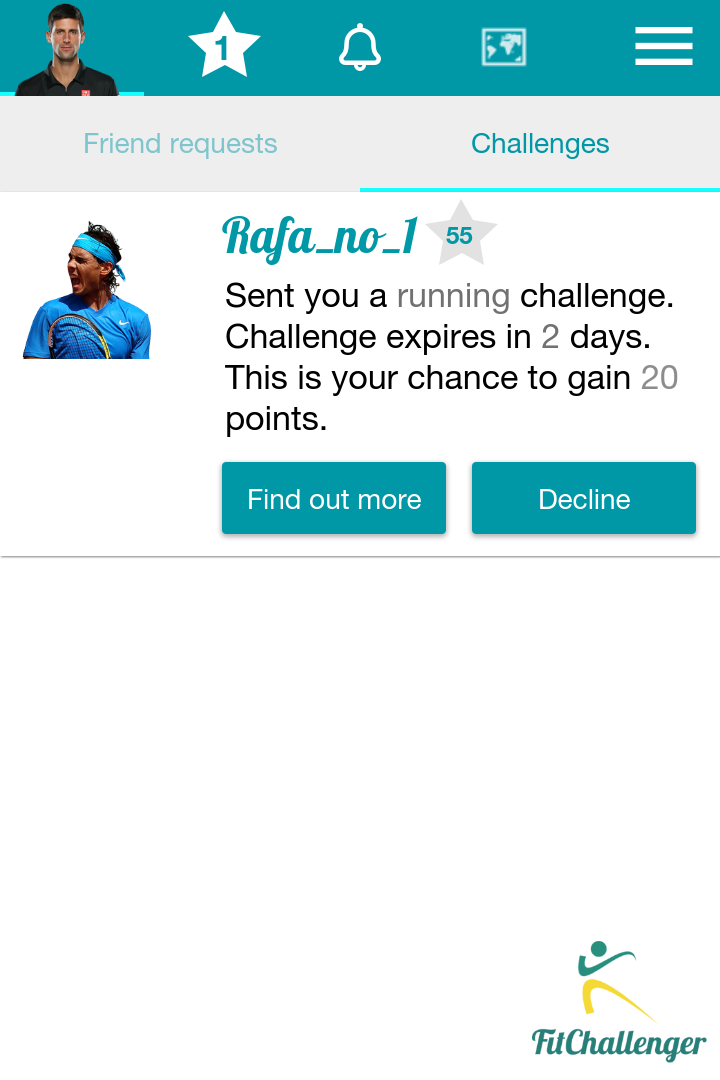 1
Friend requests
Challenges
Rafa_no_1
55
Sent you a running challenge.
Challenge expires in 2 days.
This is your chance to gain 20
points.
Find out more
Decline
FitChallenger